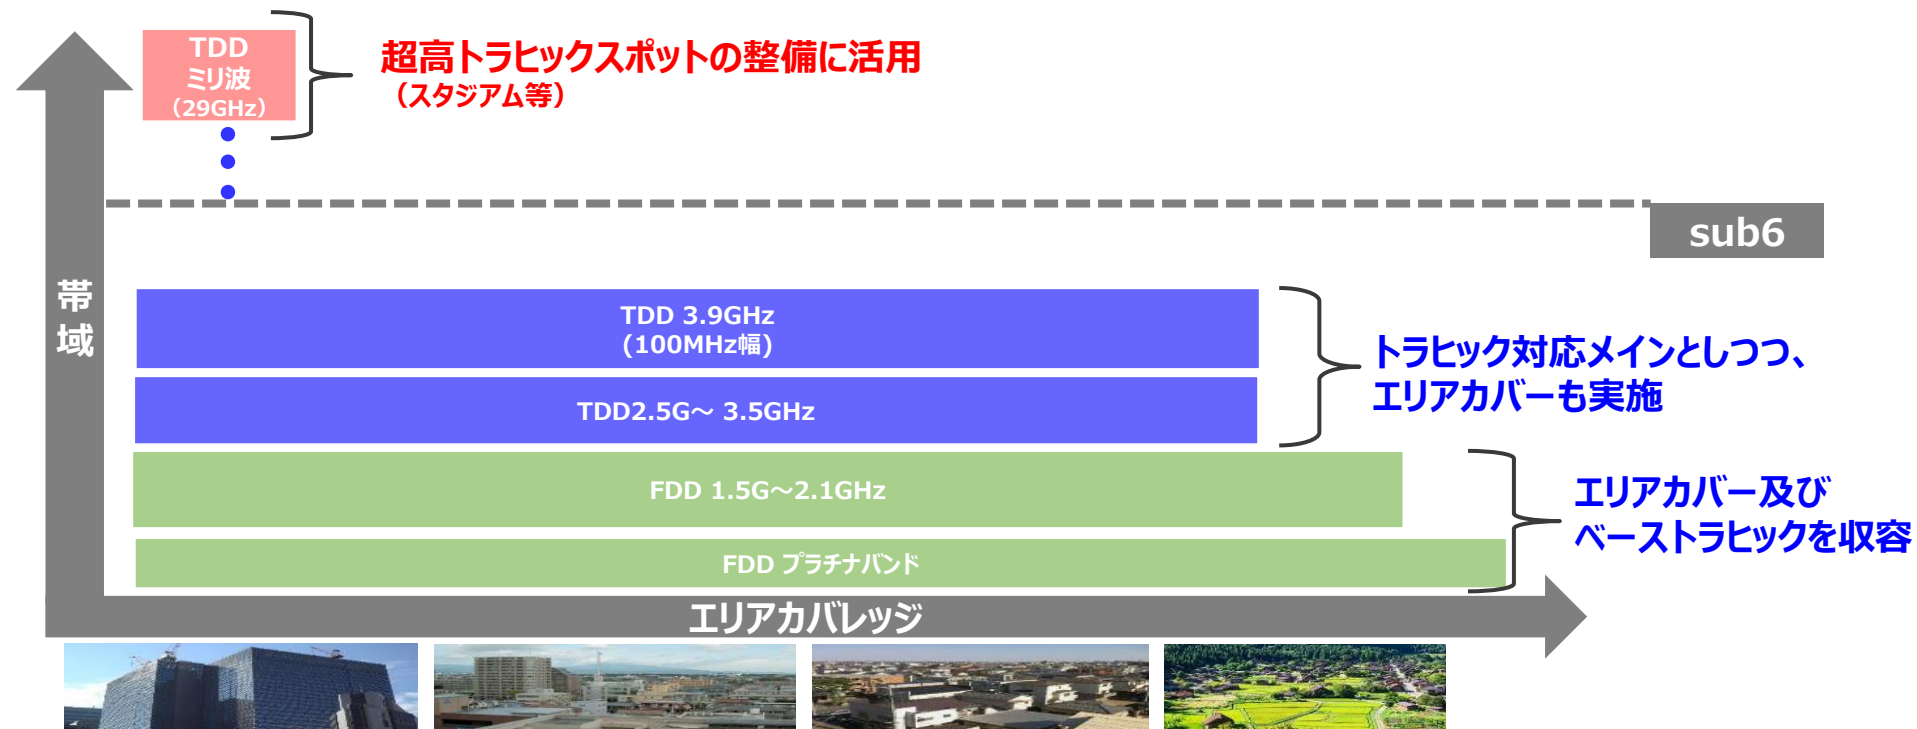 TDD
ミリ波
（29GHz）
超高トラヒックスポットの整備に活用
（スタジアム等）
sub6
帯
域
TDD 3.9GHz
(100MHz幅)
TDD2.5G～ 3.5GHz
トラヒック対応メインとしつつ、
エリアカバーも実施
FDD 1.5G～2.1GHz
FDD プラチナバンド
エリアカバー及び
ベーストラヒックを収容
エリアカバレッジ